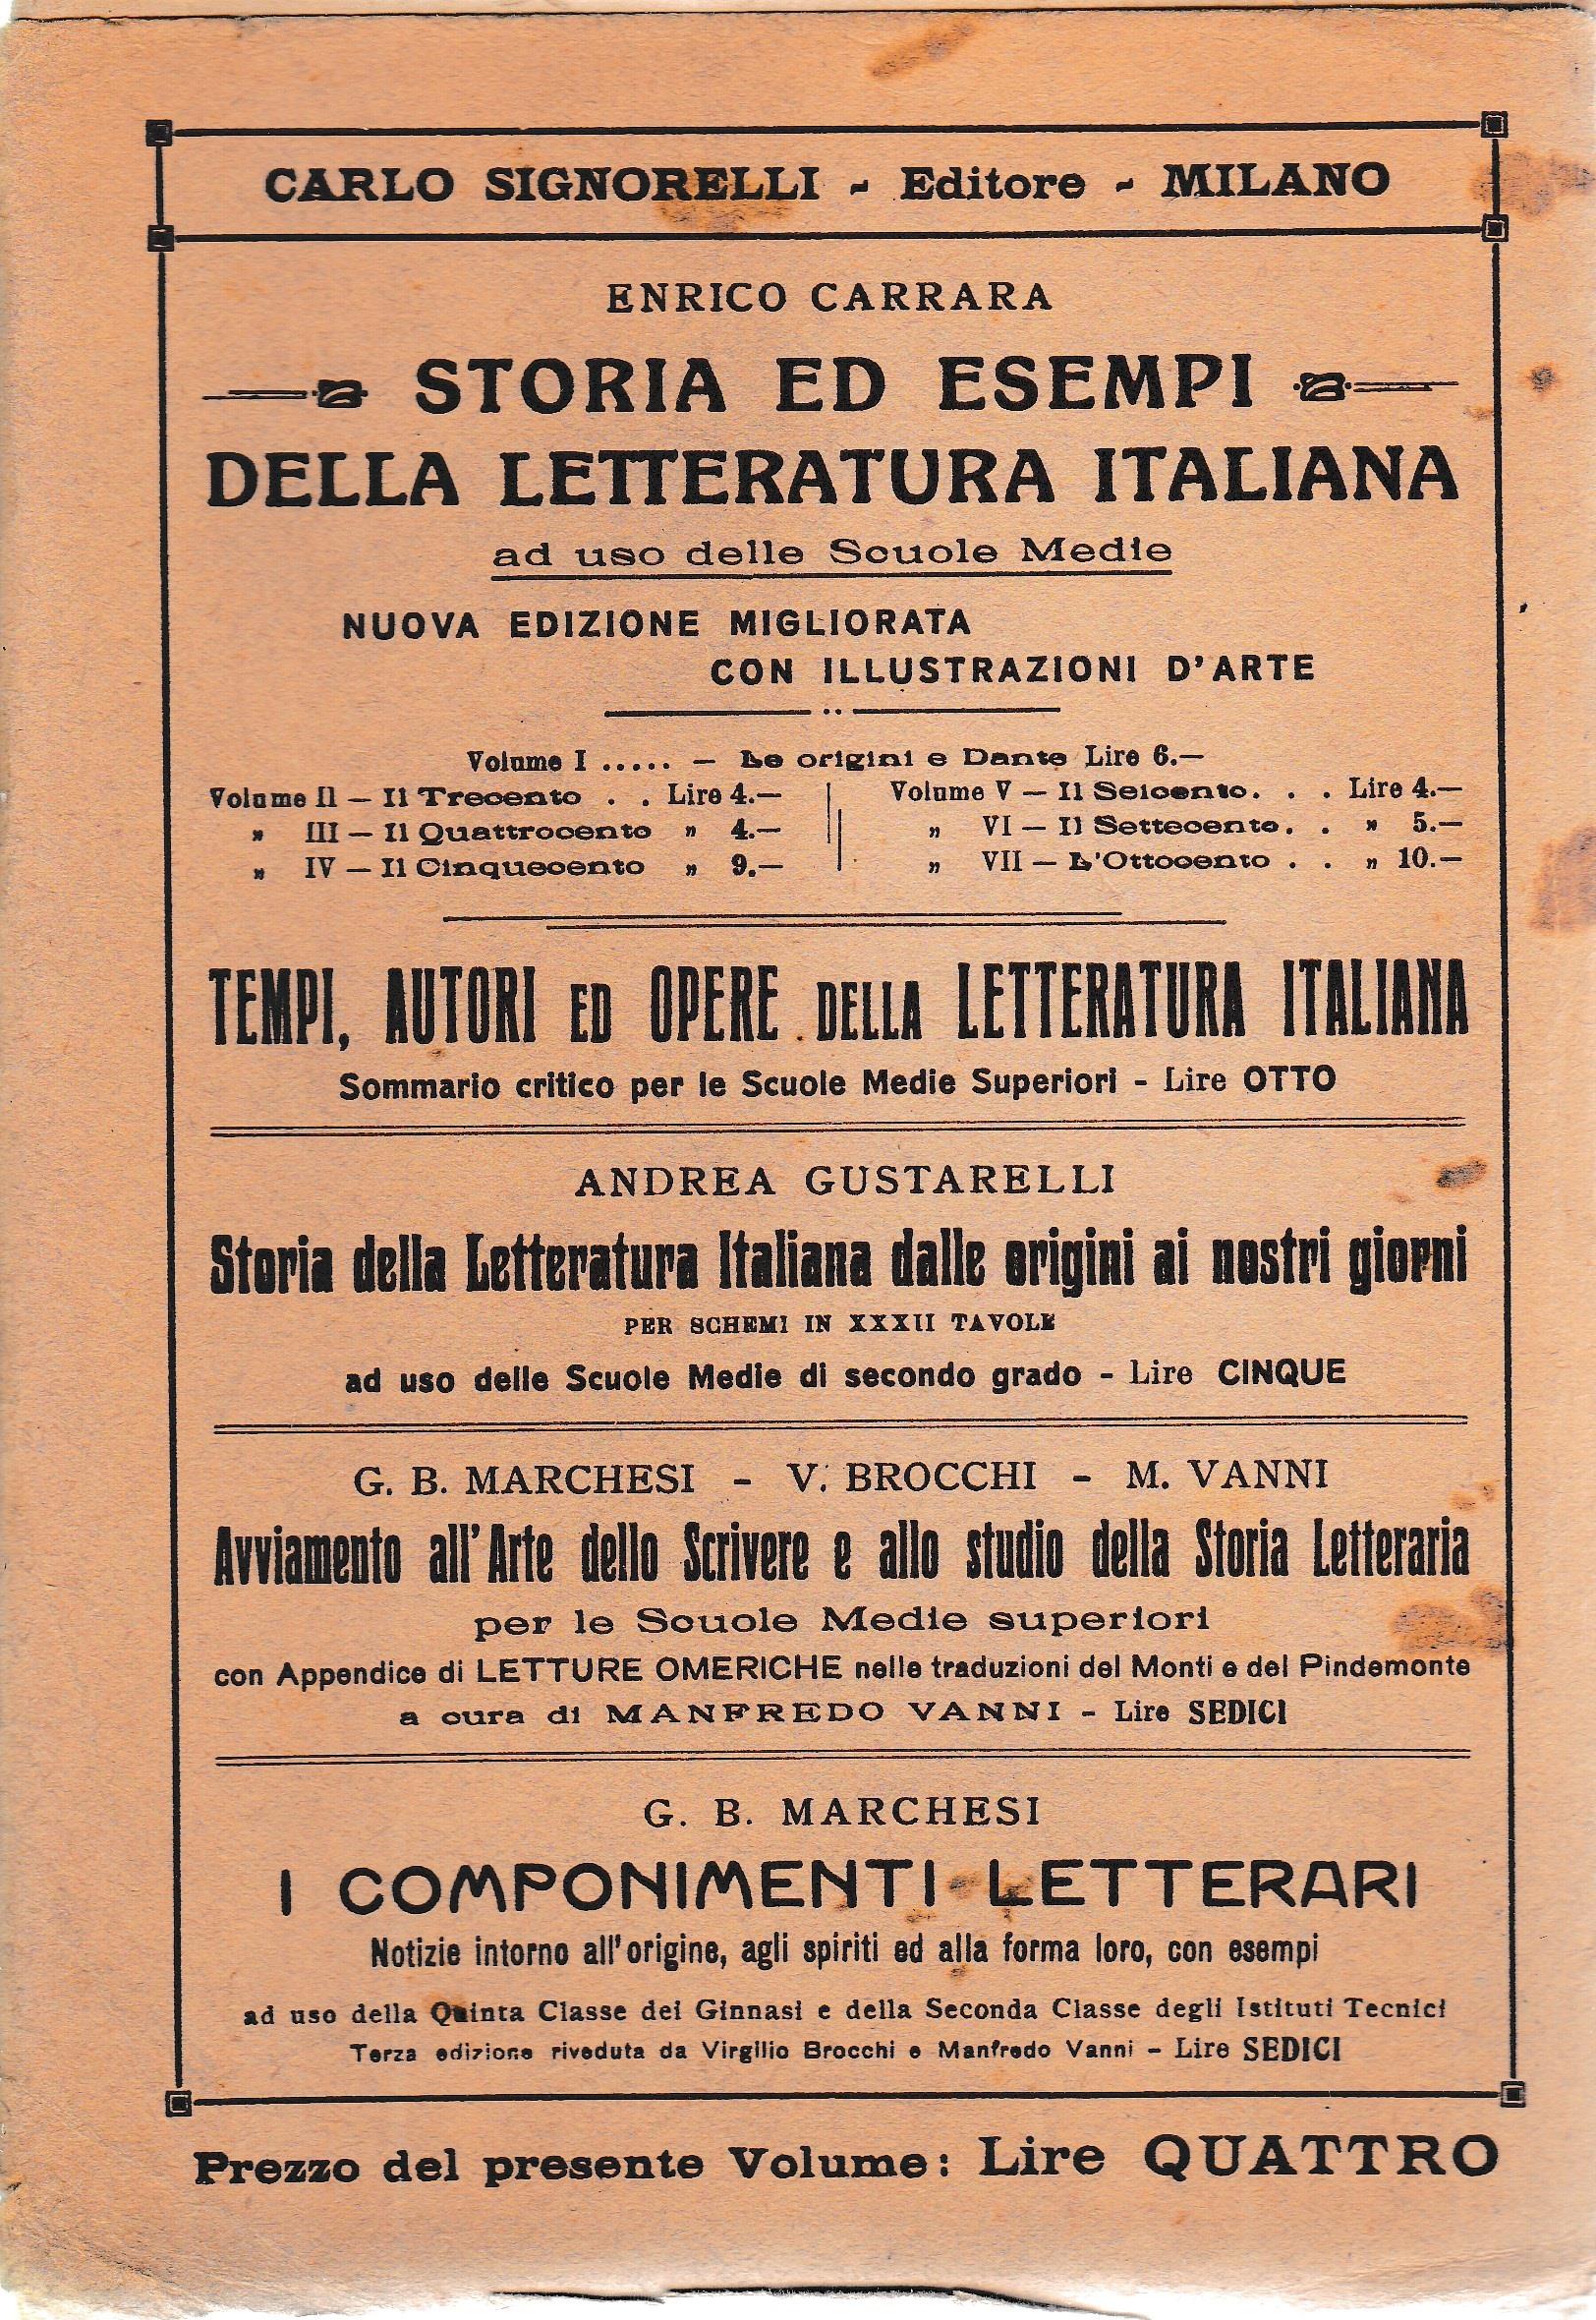 CARLO SIGNORELLI - Editore - MILANO
ENRICO CARRARA
STORIA ED ESEMPI
DELLA LETTERATURA ITALIANA
ad uso delle Scuole Medie
NUOVA EDIZIONE MIGLIORATA
CON ILLUSTRAZIONI D'ARTE
Volume I ..... — Le origini e Dante Lire 6.—
Volume II — Il Trecento . . Lire 4.—
„ III — Il Quattrocento „ 4.—
„ IV — Il Cinquecento „ 9.—
Volume V — Il Seicento. . . Lire 4.—
„ VI — Il Settecento. . „ 5.—
„ VII — L'Ottocento . . „ 10.—
TEMPI, AUTORI ED OPERE DELLA LETTERATURA ITALIANA
Sommario critico per le Scuole Medie Superiori - Lire OTTO
ANDREA GUSTARELLI
Storia della Letteratura Italiana dalle origini ai nostri giorni
PER SCHEMI IN XXXII TAVOLE
ad uso delle Scuole Medie di secondo grado - Lire CINQUE
G. B. MARCHESI - V. BROCCHI - M. VANNI
Avviamento all'Arte dello Scrivere e allo studio della Storia Letteraria
per le Scuole Medie superiori
con Appendice di LETTURE OMERICHE nelle traduzioni del Monti e del Pindemonte
a cura di MANFREDO VANNI - Lire SEDICI
G. B. MARCHESI
I COMPONIMENTI LETTERARI
Notizie intorno all'origine, agli spiriti ed alla forma loro, con esempi
ad uso della Quinta Classe dei Ginnasi e della Seconda Classe degli Istituti Tecnici
Terza edizione riveduta da Virgilio Brocchi e Manfredo Vanni - Lire SEDICI
Prezzo del presente Volume: Lire QUATTRO